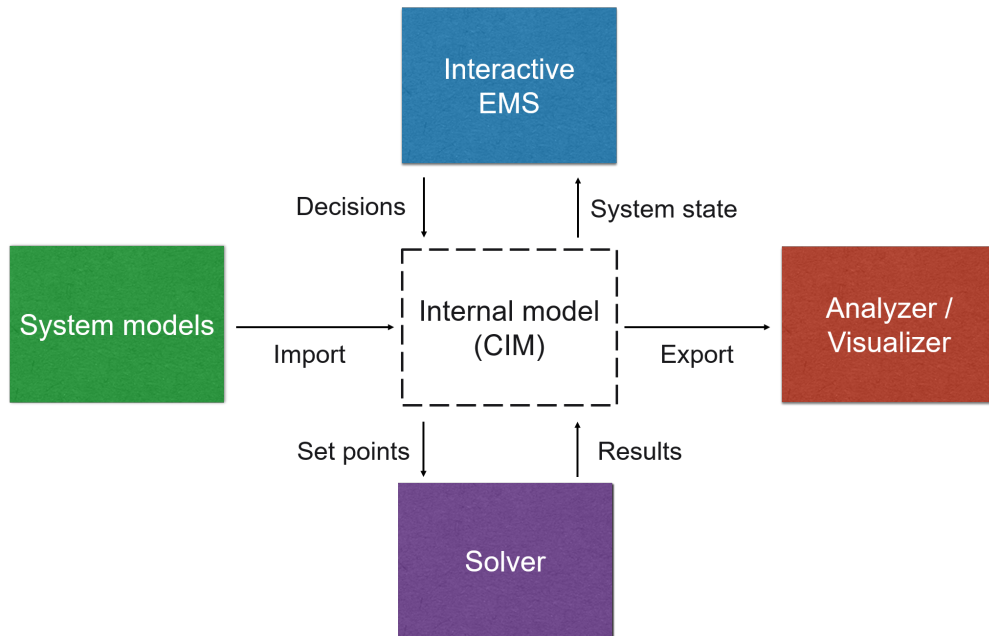 Interactive
EMS
Decisions
System state
System models
Import
Internal model
(CIM)
Export
Analyzer /
Visualizer
Set points
Results
Solver